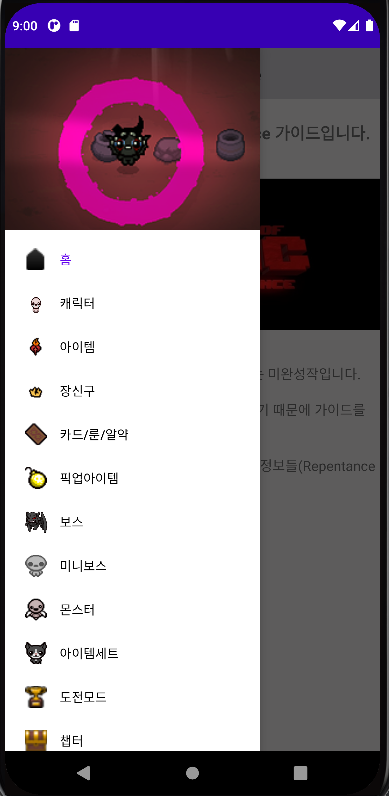 9:00
ce 가이드입니다.
홈
캐릭터
아이템
장신구
카드/룬/알약
픽업아이템
보스
미니보스
몬스터
아이템세트
도전모드
챕터
OF
C
NCE
는 미완성작입니다.
기 때문에 가이드를
정보들(Repentance